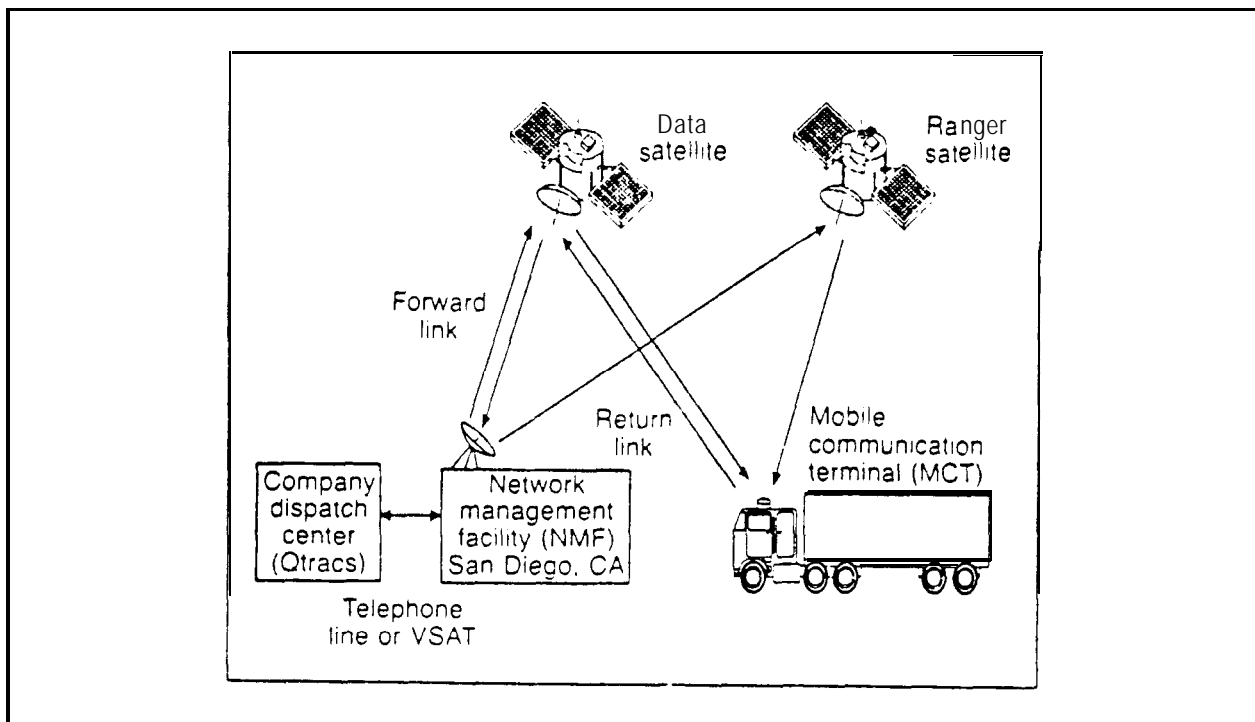 Data
satellite
Ranger
satellite
Forward
link
Return
link
Mobile
communication
terminal (MCT)
Company
dispatch
center
(Qtracs)
Network
management
facility (NMF)
San Diego, CA
Telephone
line or VSAT